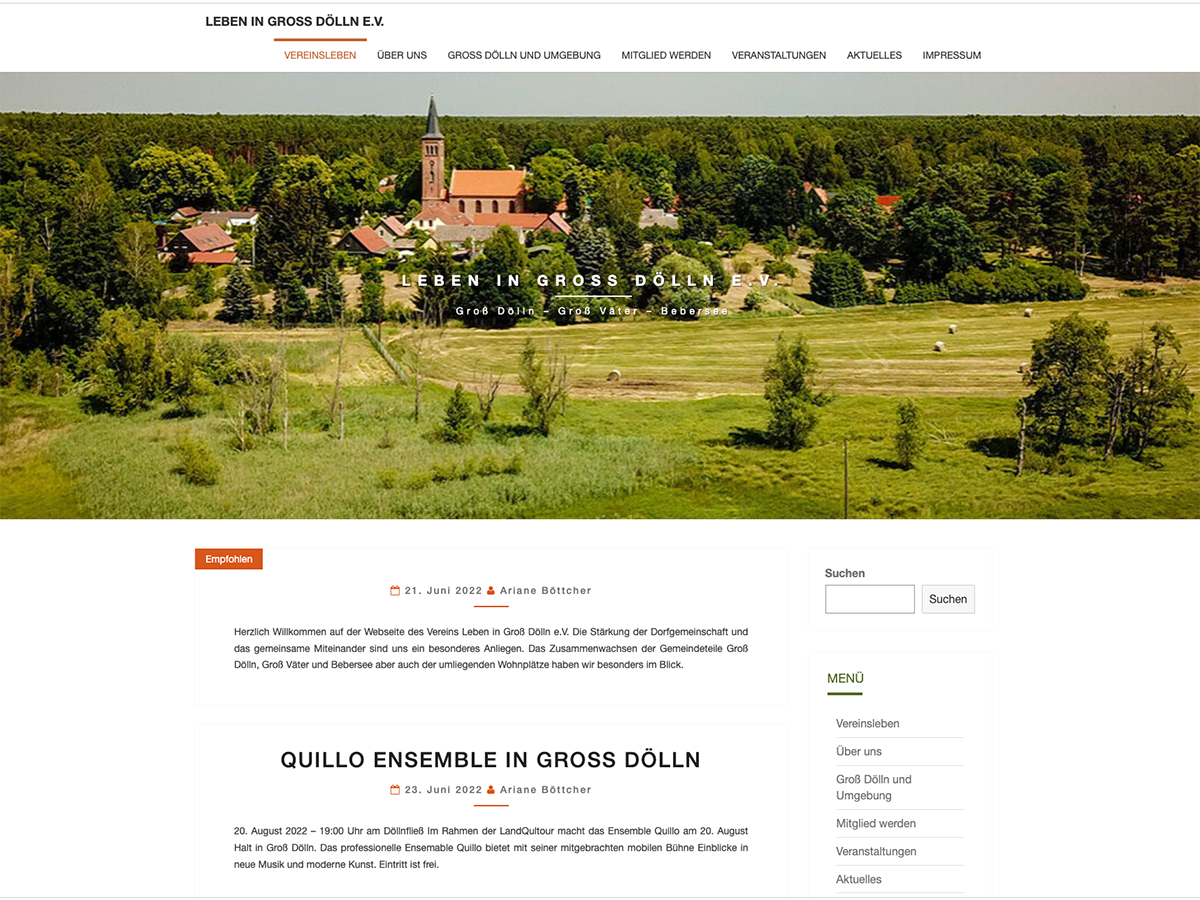 LEBEN IN GROSS DÖLLN E.V.
VEREINSLEBEN ÜBER UNS GROSS DÖLLN UND UMGEBUNG MITGLIED WERDEN VERANSTALTUNGEN AKTUELLES IMPRESSUM
LEBEN IN GROSS DÖLLN E.V.
Groß Dölln – Groß Väter – Bebersee
Empfohlen
21. Juni 2022 Ariane Böttcher
Herzlich Willkommen auf der Webseite des Vereins Leben in Groß Dölln e.V. Die Stärkung der Dorfgemeinschaft und
das gemeinsame Miteinander sind uns ein besonderes Anliegen. Das Zusammenwachsen der Gemeindeteile Groß
Dölln, Groß Väter und Bebersee aber auch der umliegenden Wohnplätze haben wir besonders im Blick.
QUILLO ENSEMBLE IN GROSS DÖLLN
23. Juni 2022 Ariane Böttcher
20. August 2022 – 19:00 Uhr am Döllnfließ Im Rahmen der LandQultour macht das Ensemble Quillo am 20. August
Halt in Groß Dölln. Das professionelle Ensemable Quillo bietet mit seiner mitgebrachten mobilen Bühne Einblicke in
neue Musik und moderne Kunst. Eintritt ist frei.
Suchen
Suchen
MENÜ
Vereinsleben
Über uns
Groß Dölln und
Umgebung
Mitglied werden
Veranstaltungen
Aktuelles